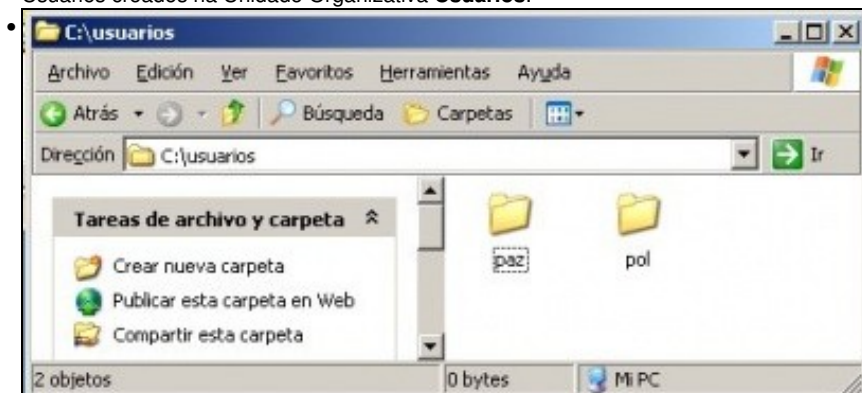 Usuarios creados na Unidade Organizativa Usuarios.
C:\usuarios
Archivo Edición Ver Favoritos Herramientas Ayuda
Atrás Búsqueda Carpetas
Dirección C:\usuarios Ir
Tareas de archivo y carpeta
Crear nueva carpeta
Publicar esta carpeta en Web
Compartir esta carpeta
paz pol
2 objetos 0 bytes Mi PC